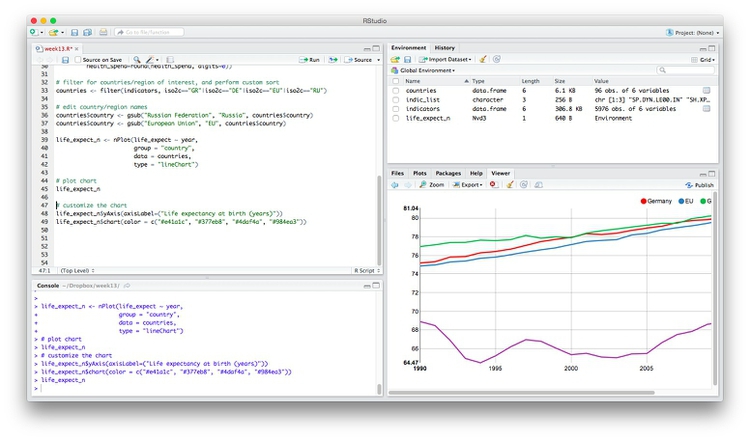 RStudio
Go to file/function
Project: (None)
week13.R*
Source on Save
Run
Source
30 health_spend=round(health_spend, digits=0))
31
32 # filter for countries/region of interest, and perform custom sort
33 countries <- filter(indicators, iso2c=="GR"|iso2c=="DE"|iso2c=="EU"|iso2c=="RU")
34
35 # edit country/region names
36 countries$country <- gsub("Russian Federation", "Russia", countries$country)
37 countries$country <- gsub("European Union", "EU", countries$country)
38
39 life_expect_n <- nPlot(life_expect ~ year,
40 group = "country",
41 data = countries,
42 type = "lineChart")
43
44 # plot chart
45 life_expect_n
46
47 # customize the chart
48 life_expect_n$yAxis(axisLabel=("Life expectancy at birth (years)"))
49 life_expect_n$chart(color = c("#e41a1c", "#377eb8", "#4daf4a", "#984ea3"))
50
51
52
53
54
47:1 (Top Level) R Script
Console ~/Dropbox/week13/
>
> life_expect_n <- nPlot(life_expect ~ year,
+ group = "country",
+ data = countries,
+ type = "lineChart")
> # plot chart
> life_expect_n
> # customize the chart
> life_expect_n$yAxis(axisLabel=("Life expectancy at birth (years)"))
> life_expect_n$chart(color = c("#e41a1c", "#377eb8", "#4daf4a", "#984ea3"))
> life_expect_n
>
Environment History
Import Dataset Grid
Global Environment
Name Type Length Size Value
countries data.frame 6 6.1 KB 96 obs. of 6 variables
indic_list character 3 256 B chr [1:3] "SP.DYN.LE00.IN" "SH.XP…
indicators data.frame 6 306.8 KB 5976 obs. of 6 variables
life_expect_n Nvd3 1 640 B Environment
Files Plots Packages Help Viewer
Zoom Export Publish
Germany EU G
81.04
80
78
76
74
72
70
68
66
64.47
1990 1995 2000 2005